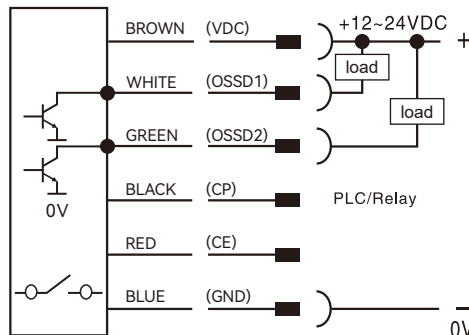 BROWN (VDC) +12~24VDC +
WHITE (OSSD1) load
GREEN (OSSD2) load
0V
BLACK (CP) PLC/Relay
RED (CE)
BLUE (GND)
0V